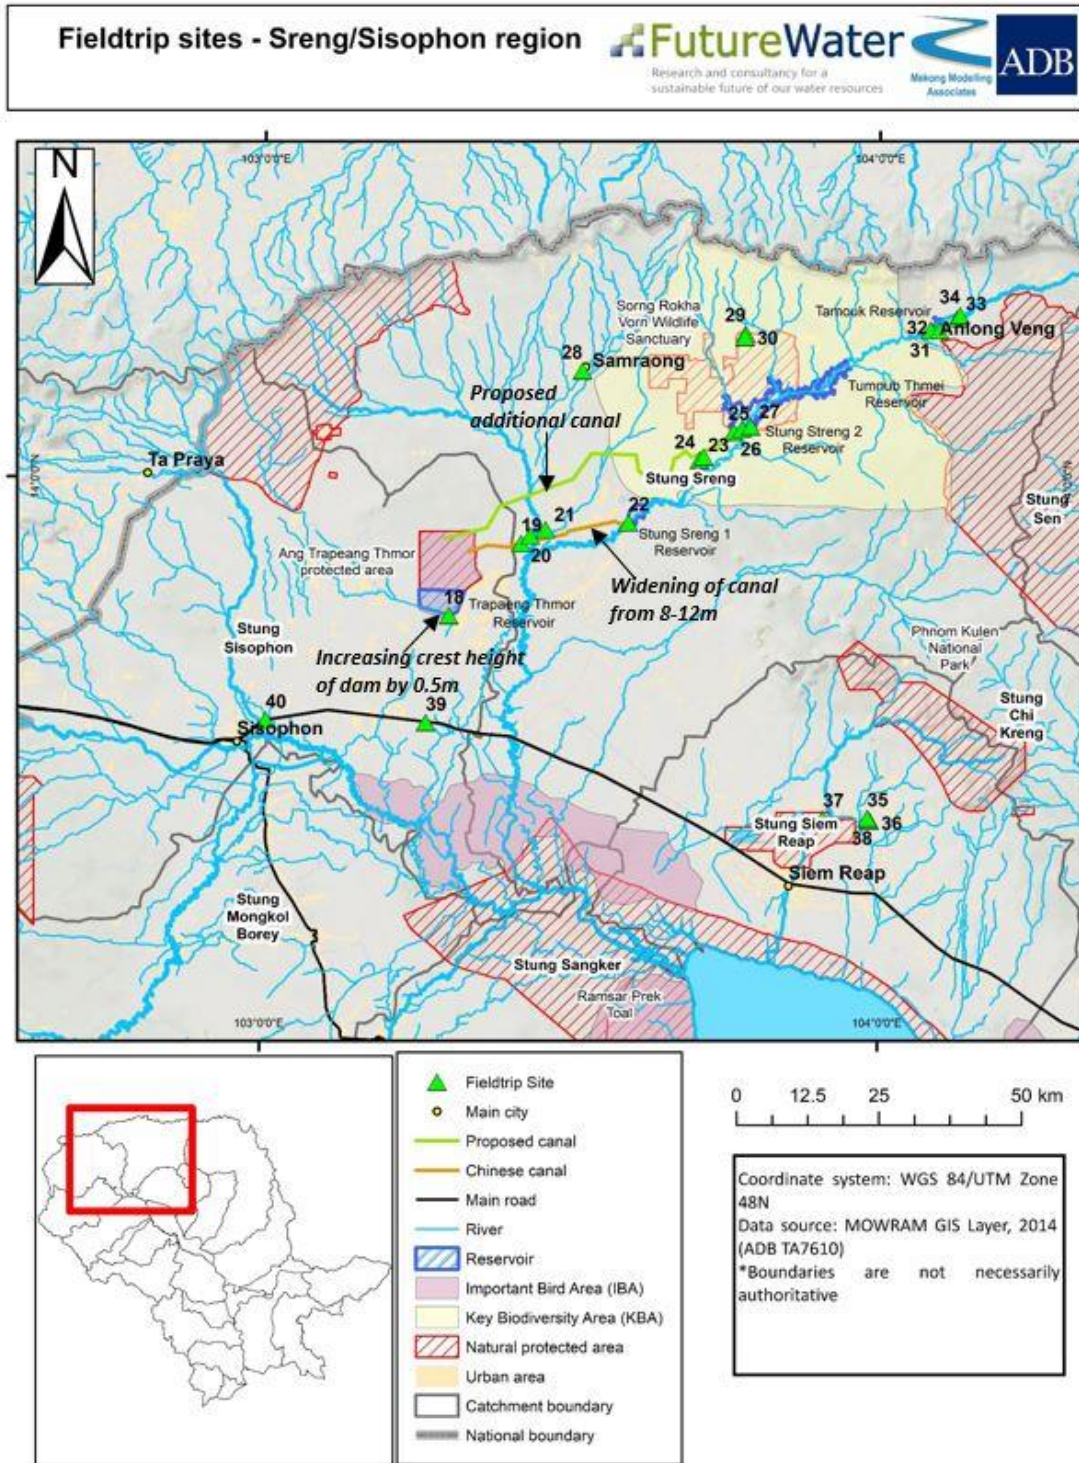 Fieldtrip sites - Sreng/Sisophon region
FutureWater
Research and consultancy for a
sustainable future of our water resources
Mekong Modelling
Associates
ADB
N
103°0'0"E
104°0'0"E
14°0'0"N
Sorng Rokha
Vorn Wildlife
Sanctuary
29
30
Tamouk Reservoir
34
33
32
Anlong Veng
31
28
Samraong
Proposed
additional canal
Tumoub Thmei
Reservoir
25
27
26
Stung Streng 2
Reservoir
24
23
Stung Sreng
Ta Praya
Stung
Sen
19
21
20
22
Stung Sreng 1
Reservoir
Ang Trapeang Thmor
protected area
Widening of canal
from 8-12m
18
Trapaeng Thmor
Reservoir
Stung
Sisophon
Increasing crest height
of dam by 0.5m
Phnom Kulen
National
Park
Stung
Chi
Kreng
40
Sisophon
39
37
35
36
38
Stung Siem
Reap
Siem Reap
Stung
Mongkol
Borey
Stung Sangker
Ramsar Prek
Toal
103°0'0"E
104°0'0"E
Fieldtrip Site
Main city
Proposed canal
Chinese canal
Main road
River
Reservoir
Important Bird Area (IBA)
Key Biodiversity Area (KBA)
Natural protected area
Urban area
Catchment boundary
National boundary
0 12.5 25 50 km
Coordinate system: WGS 84/UTM Zone
48N
Data source: MOWRAM GIS Layer, 2014
(ADB TA7610)
*Boundaries are not necessarily
authoritative